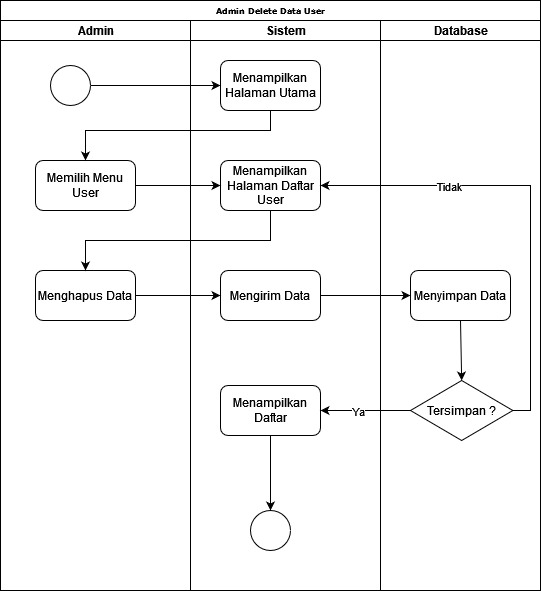 Admin Delete Data User
Admin
Sistem
Database
Menampilkan
Halaman Utama
Memilih Menu
User
Menampilkan
Halaman Daftar
User
Tidak
Menghapus Data
Mengirim Data
Menyimpan Data
Menampilkan
Daftar
Ya
Tersimpan ?